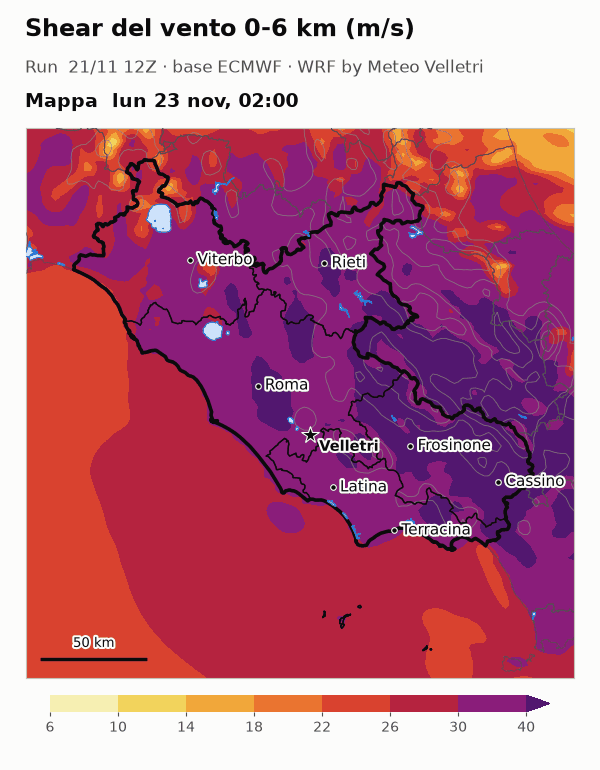 Shear del vento 0-6 km (m/s)
Run  21/11 12Z · base ECMWF · WRF by Meteo Velletri
Mappa  lun 23 nov, 02:00
Viterbo
Rieti
Roma
Velletri
Frosinone
Latina
Cassino
Terracina
50 km
6 10 14 18 22 26 30 40